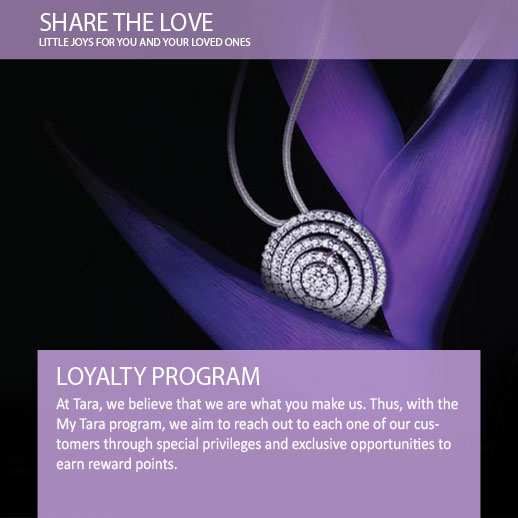 SHARE THE LOVE
LITTLE JOYS FOR YOU AND YOUR LOVED ONES
LOYALTY PROGRAM
At Tara, we believe that we are what you make us. Thus, with the
My Tara program, we aim to reach out to each one of our cus-
tomers through special privileges and exclusive opportunities to
earn reward points.